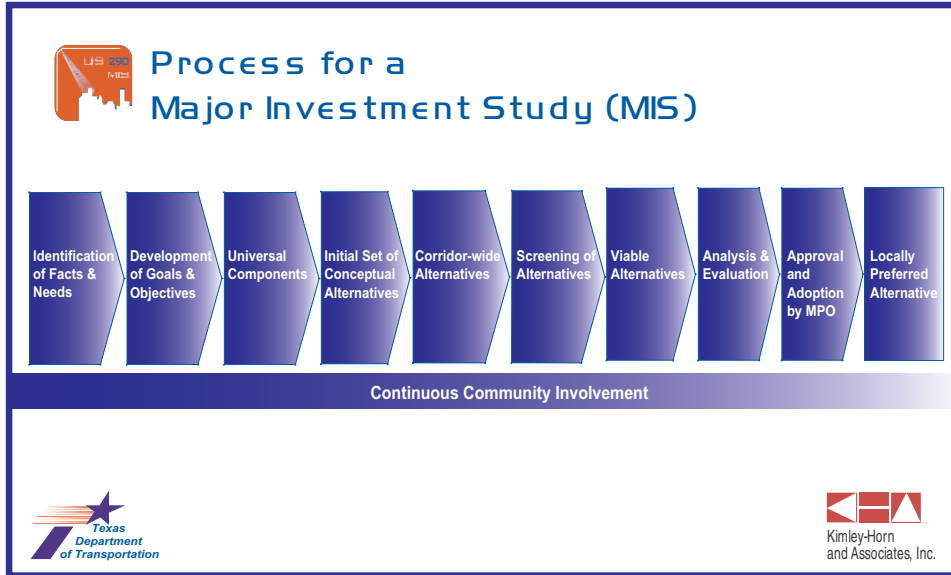 US 290
MIS
Process for a
Major Investment Study (MIS)
Identification
of Facts &
Needs
Development
of Goals &
Objectives
Universal
Components
Initial Set of
Conceptual
Alternatives
Corridor-wide
Alternatives
Screening of
Alternatives
Viable
Alternatives
Analysis &
Evaluation
Approval
and
Adoption
by MPO
Locally
Preferred
Alternative
Continuous Community Involvement
Texas
Department
of Transportation
Kimley-Horn
and Associates, Inc.